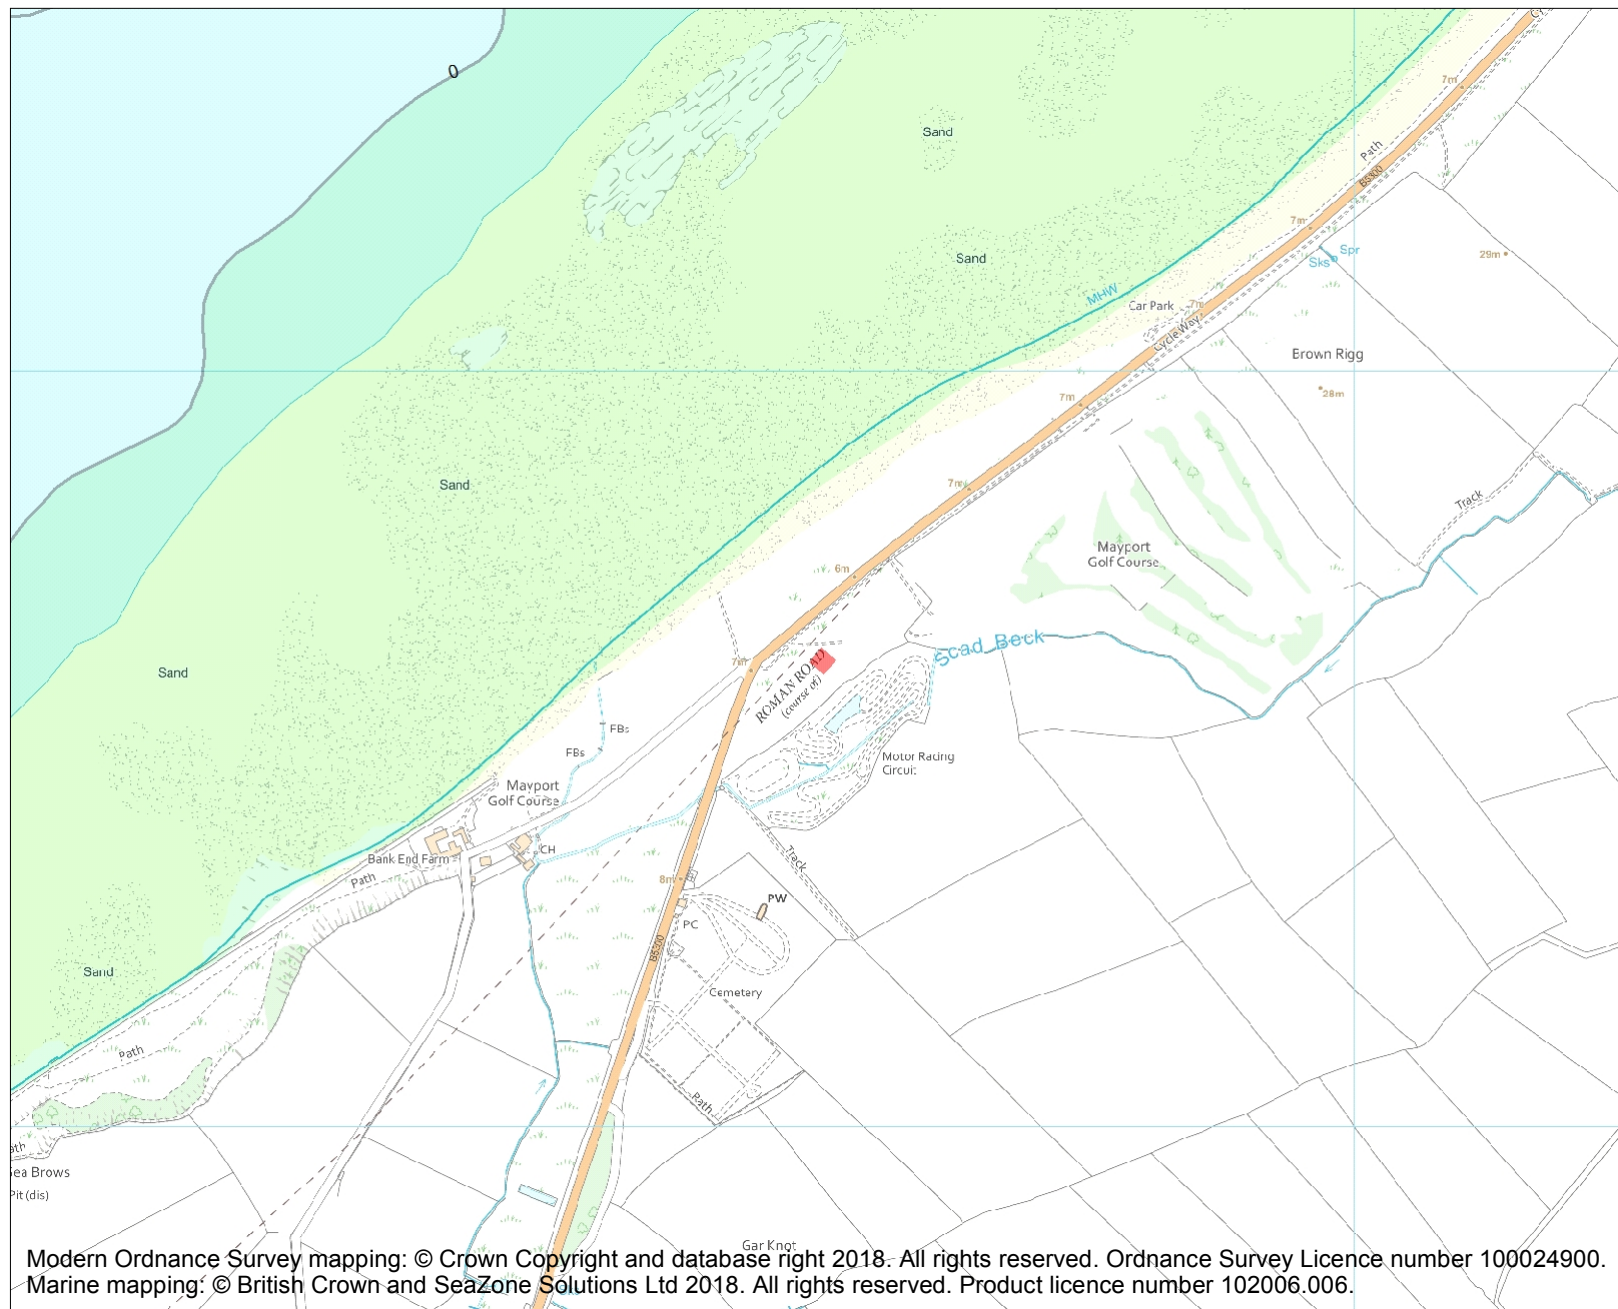 0
Cy
7m
Sand
Path
B5300
7m
Spr
Sks
29m
Sand
MHW
Car Park
7m
Cycle Way
Brown Rigg
28m
7m
Sand
7m
Track
Mayport
Golf Course
6m
Scad Beck
Sand
7m
ROMAN ROAD
(course of)
FBs
FBs
Motor Racing
Circuit
Mayport
Golf Course
CH
Bank End Farm
Path
Track
8m
PW
PC
B5300
Sand
Cemetery
Path
Path
ath
Sea Brows
Pit (dis)
Gar Knot
Modern Ordnance Survey mapping: © Crown Copyright and database right 2018. All rights reserved. Ordnance Survey Licence number 100024900.
Marine mapping: © British Crown and SeaZone Solutions Ltd 2018. All rights reserved. Product licence number 102006.006.